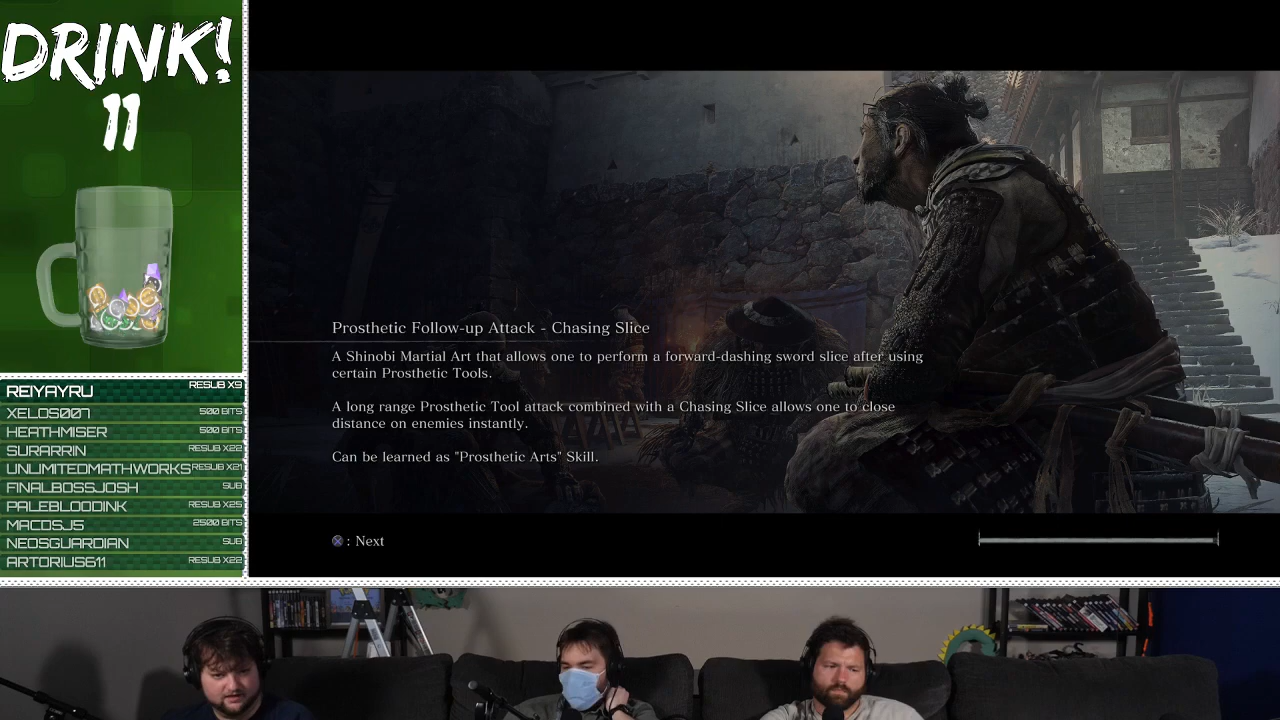 DRINK!
11
REIYAYRU RESUB X9
XELOS007 500 BITS
HEATHMISER 500 BITS
SURARRIN RESUB X22
UNLIMITEDMATHWORKS RESUB X21
FINALBOSSJOSH SUB
PALEBLOODINK RESUB X25
MACDSJ5 2500 BITS
NEOSGUARDIAN SUB
ARTORIUS611 RESUB X22
Prosthetic Follow-up Attack - Chasing Slice
A Shinobi Martial Art that allows one to perform a forward-dashing sword slice after using
certain Prosthetic Tools.
A long range Prosthetic Tool attack combined with a Chasing Slice allows one to close
distance on enemies instantly.
Can be learned as "Prosthetic Arts" Skill.
: Next